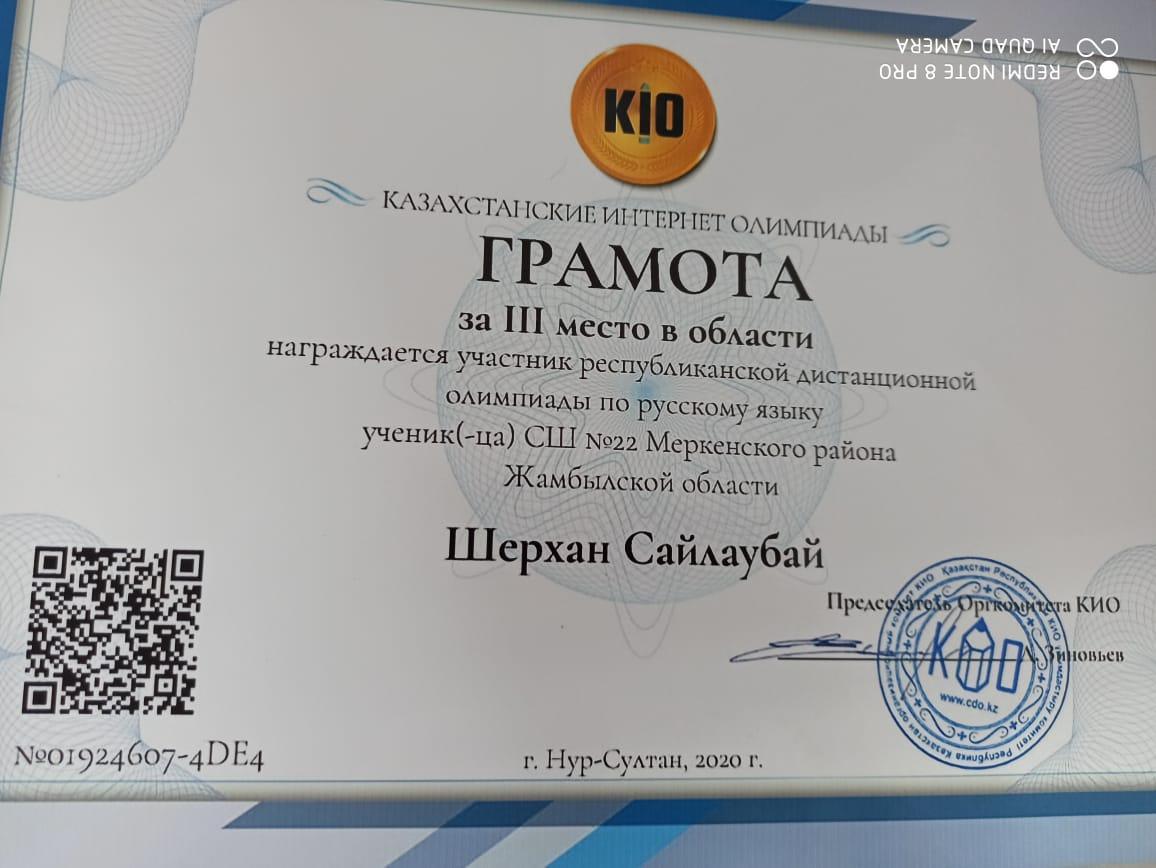 REDMI NOTE 8 PRO
AI QUAD CAMERA
КИО
КАЗАХСТАНСКИЕ ИНТЕРНЕТ ОЛИМПИАДЫ
ГРАМОТА
за III место в области
награждается участник республиканской дистанционной
олимпиады по русскому языку
ученик(-ца) СШ №22 Меркенского района
Жамбылской области
Шерхан Сайлаубай
Председатель Оргкомитета КИО
Зиновьев
КИО
www.cdo.kz
№01924607-4DE4
г. Нур-Султан, 2020 г.